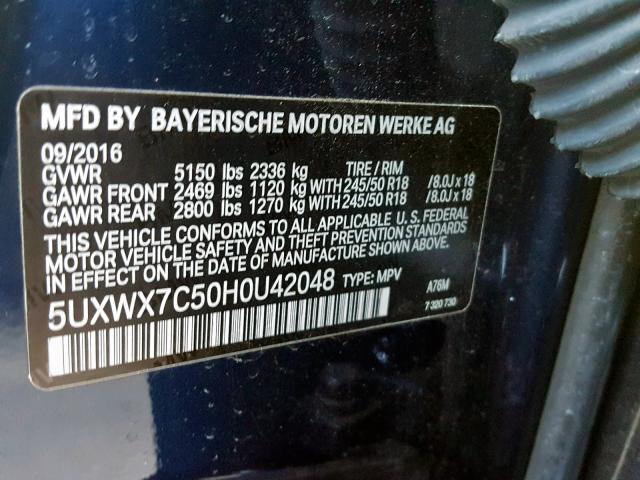 MFD BY BAYERISCHE MOTOREN WERKE AG
09/2016
GVWR 5150 lbs 2336 kg TIRE / RIM
GAWR FRONT 2469 lbs 1120 kg WITH 245/50 R18 /8.0J x 18
GAWR REAR 2800 lbs 1270 kg WITH 245/50 R18 /8.0J x 18
THIS VEHICLE CONFORMS TO ALL APPLICABLE U.S. FEDERAL
MOTOR VEHICLE SAFETY AND THEFT PREVENTION STANDARDS
IN EFFECT ON THE DATE OF MANUFACTURE SHOWN ABOVE.
5UXWX7C50H0U42048 TYPE: MPV A76M
7 320 730